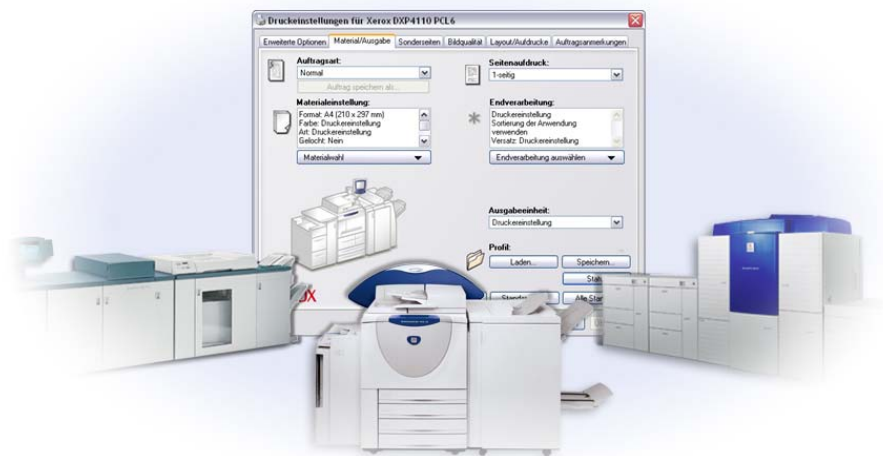 Druckeinstellungen für Xerox DXP4110 PCL6
Erweiterte Optionen Material/Ausgabe Sonderseiten Bildqualität Layout/Aufdrucke Auftragsanmerkungen
Auftragsart:
Normal
Auftrag speichern als...
Materialeinstellung:
Format: A4 (210 x 297 mm)
Farbe: Druckereinstellung
Art: Druckereinstellung
Gelocht: Nein
Materialwahl
Seitenaufdruck:
1-seitig
Endverarbeitung:
Druckereinstellung
Sortierung der Anwendung
verwenden
Versatz: Druckereinstellung
Endverarbeitung auswählen
Ausgabeeinheit:
Druckereinstellung
Profil:
Laden... Speichern...